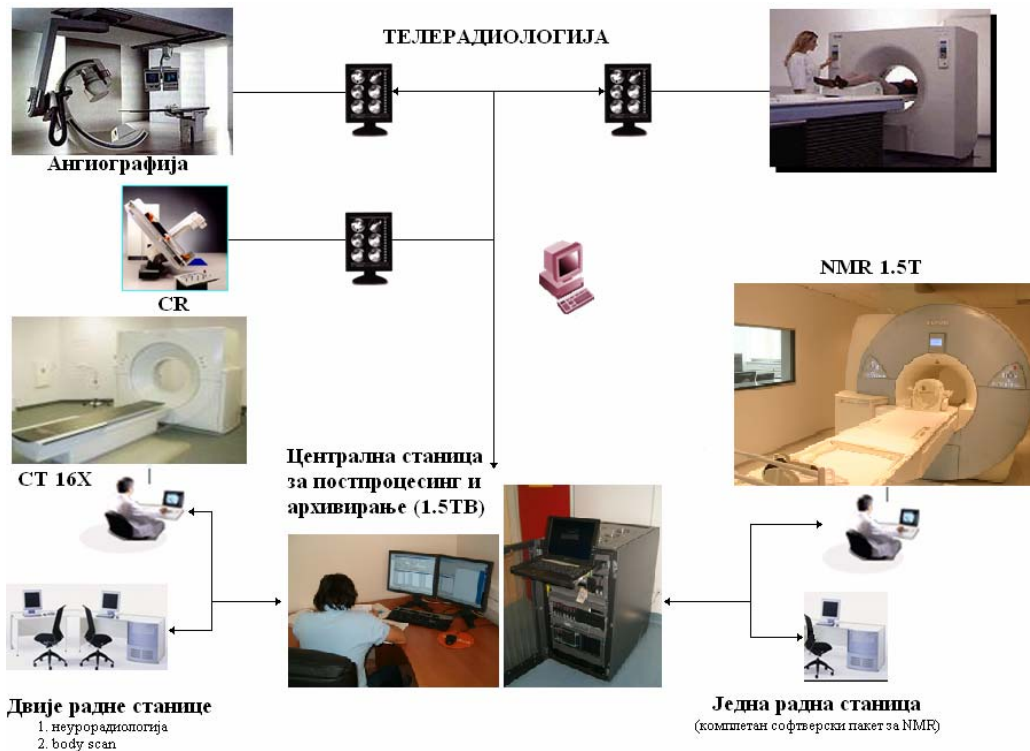 ТЕЛЕРАДИОЛОГИЈА
Ангиографија
CR
NMR 1.5T
CT 16X
Централна станица
за постпроцесинг и
архивирање (1.5TB)
Двије радне станице
1. неурорадиологија
2. body scan
Једна радна станица
(комплетан софтверски пакет за NMR)